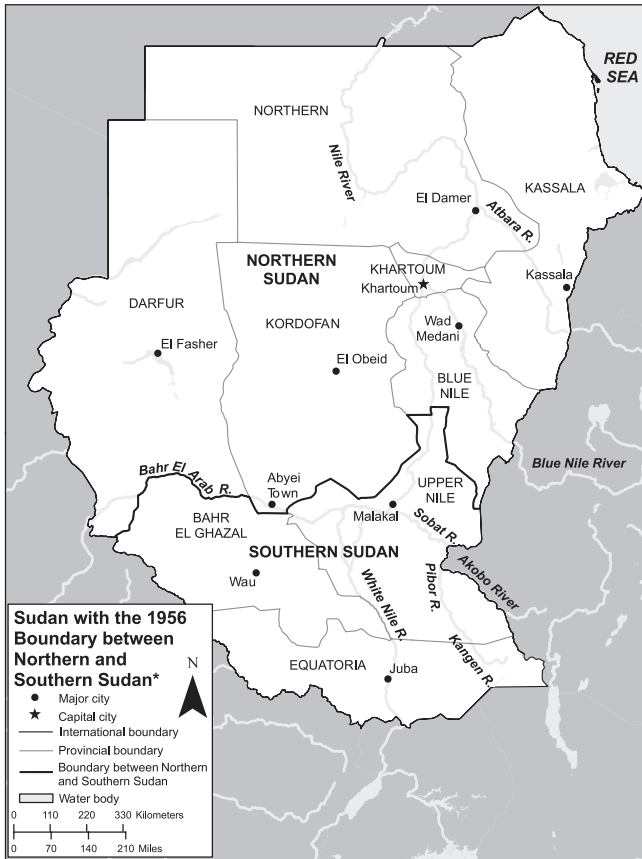 RED
SEA
NORTHERN
Nile River
KASSALA
El Damer
Atbara R.
NORTHERN
SUDAN
KHARTOUM
Khartoum
Kassala
DARFUR
KORDOFAN
Wad
Medani
El Fasher
El Obeid
BLUE
NILE
Blue Nile River
Bahr El Arab R.
Abyei
Town
UPPER
NILE
Malakal
Sobat R.
BAHR
EL GHAZAL
SOUTHERN SUDAN
Akobo River
Wau
White Nile R.
Pibor R.
Kangen R.
EQUATORIA
Juba
Sudan with the 1956
Boundary between
Northern and
Southern Sudan*
N
Major city
Capital city
International boundary
Provincial boundary
Boundary between Northern
and Southern Sudan
Water body
0 110 220 330 Kilometers
0 70 140 210 Miles